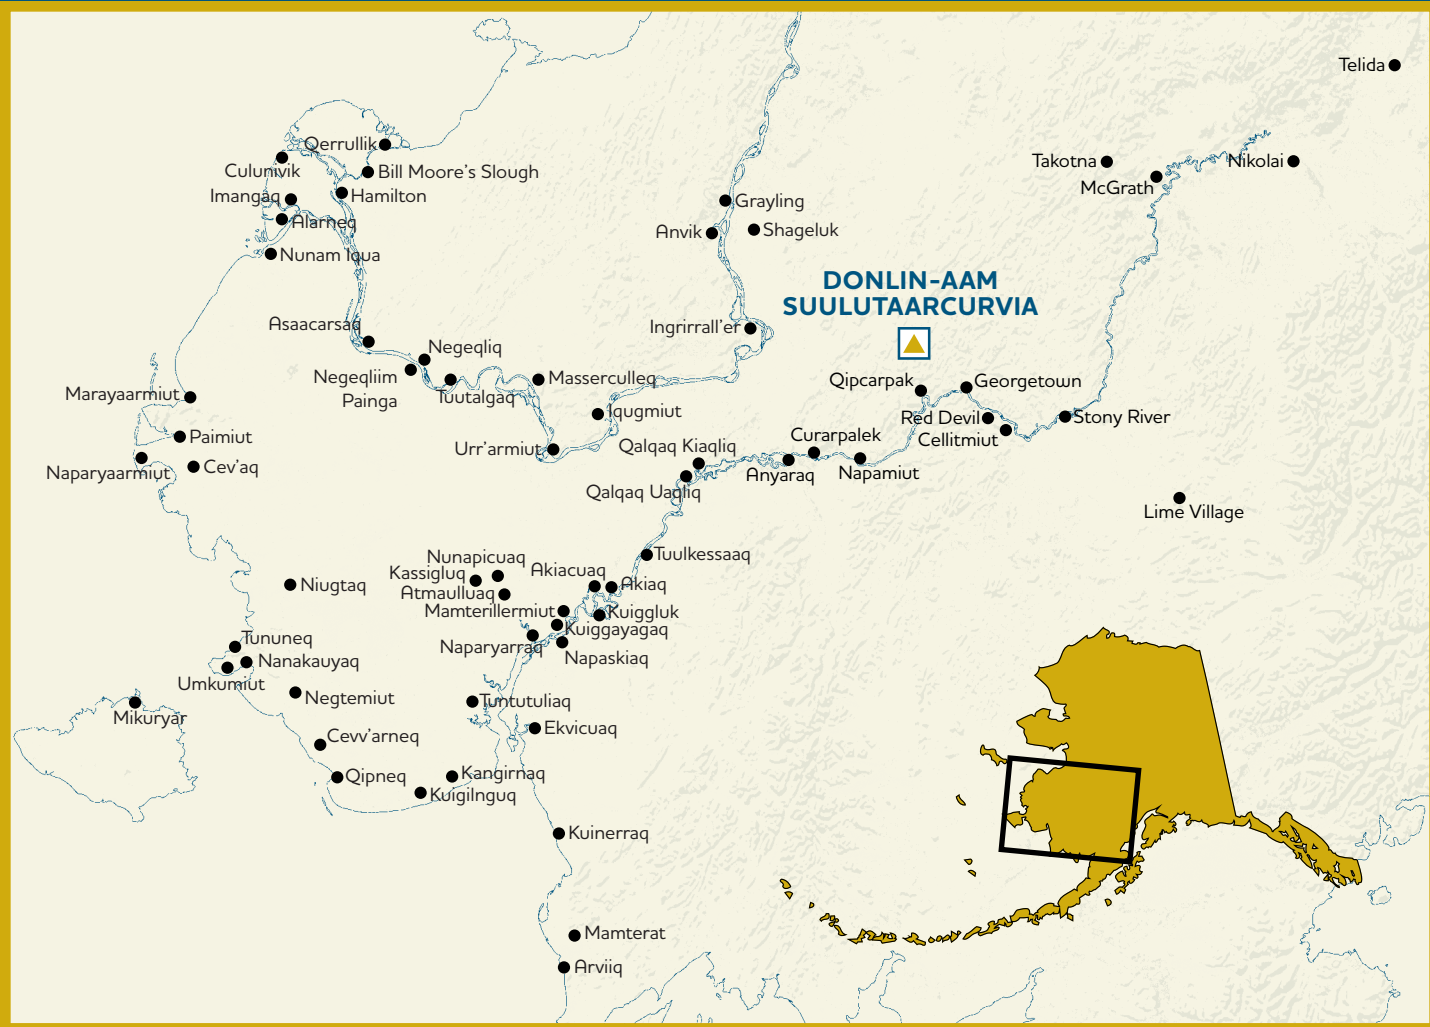 Telida
Qerrullik
Culunivik
Bill Moore's Slough
Imangaq
Hamilton
Alarneq
Nunam Iqua
Takotna
McGrath
Nikolai
Grayling
Anvik
Shageluk
DONLIN-AAM
SUULUTAARCURVIA
Asaacarsaq
Ingrirrall'er
Negeqliq
Negeqliim
Painga
Tuutalgaq
Masserculleq
Qipcarpak
Georgetown
Marayaarmiut
Iqugmiut
Red Devil
Stony River
Cellitmiut
Paimiut
Urr'armiut
Qalqaq Kiaqliq
Curarpalek
Naparyaarmiut
Cev'aq
Anyaraq
Napamiut
Qalqaq Uaqliq
Lime Village
Tuulkessaaq
Nunapicuaq
Kassigluq
Akiacuaq
Akiaq
Niugtaq
Atmaulluaq
Mamterillermiut
Kuiggluk
Kuiggayagaq
Tununeq
Naparyarraq
Napaskiaq
Nanakauyaq
Umkumiut
Negtemiut
Tuntutuliaq
Mikuryar
Ekvicuaq
Cevv'arneq
Qipneq
Kangirnaq
Kuigilnguq
Kuinerraq
Mamterat
Arviiq